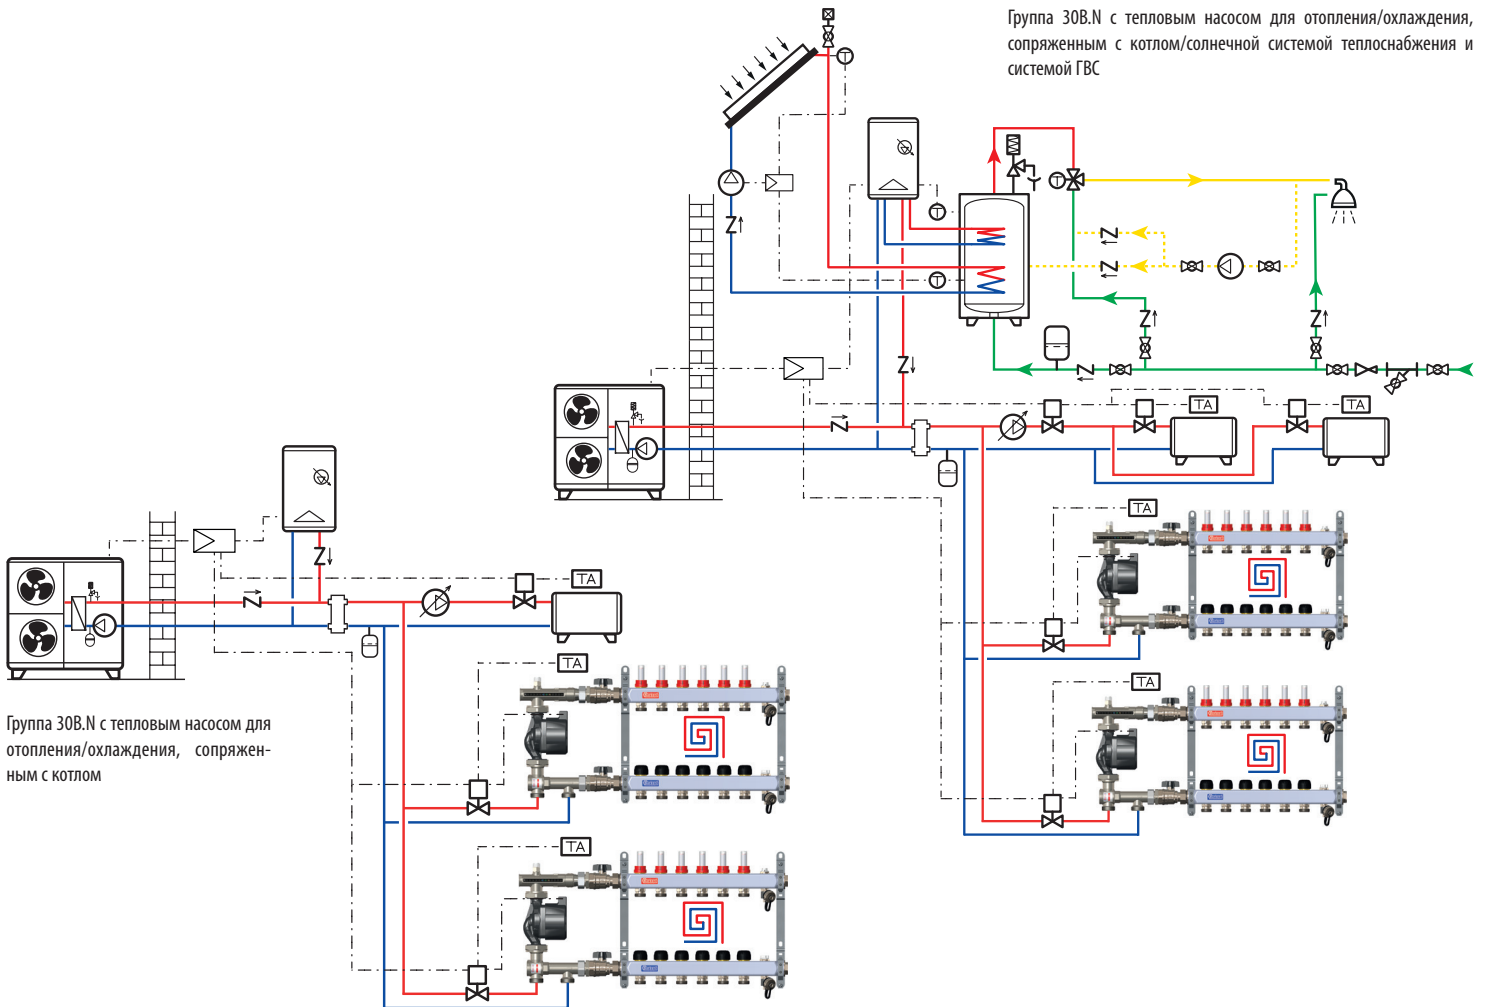 Группа 30B.N с тепловым насосом для отопления/охлаждения,
сопряженным с котлом/солнечной системой теплоснабжения и
системой ГВС
T
T
T
T
TA
TA
TA
TA
TA
TA
TA
Группа 30B.N с тепловым насосом для
отопления/охлаждения, сопряжен-
ным с котлом